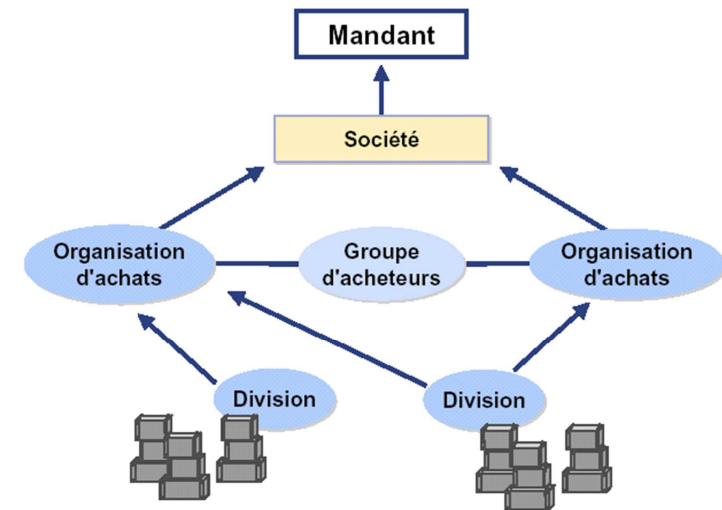 Mandant
Société
Organisation
d'achats
Groupe
d'acheteurs
Organisation
d'achats
Division
Division